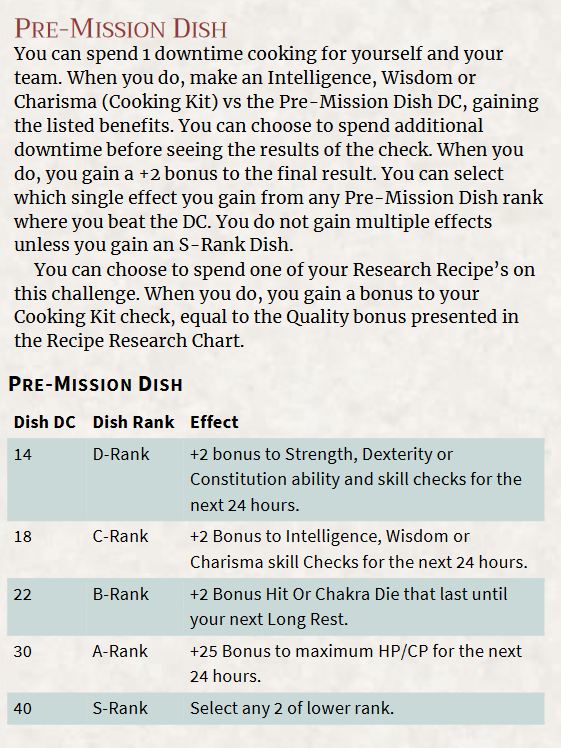 Pre-Mission Dish
You can spend 1 downtime cooking for yourself and your
team. When you do, make an Intelligence, Wisdom or
Charisma (Cooking Kit) vs the Pre-Mission Dish DC, gaining
the listed benefits. You can choose to spend additional
downtime before seeing the results of the check. When you
do, you gain a +2 bonus to the final result. You can select
which single effect you gain from any Pre-Mission Dish rank
where you beat the DC. You do not gain multiple effects
unless you gain an S-Rank Dish.
You can choose to spend one of your Research Recipe’s on
this challenge. When you do, you gain a bonus to your
Cooking Kit check, equal to the Quality bonus presented in
the Recipe Research Chart.
Pre-Mission Dish
Dish DC Dish Rank Effect
14 D-Rank +2 bonus to Strength, Dexterity or
Constitution ability and skill checks for the
next 24 hours.
18 C-Rank +2 Bonus to Intelligence, Wisdom or
Charisma skill Checks for the next 24 hours.
22 B-Rank +2 Bonus Hit Or Chakra Die that last until
your next Long Rest.
30 A-Rank +25 Bonus to maximum HP/CP for the next
24 hours.
40 S-Rank Select any 2 of lower rank.